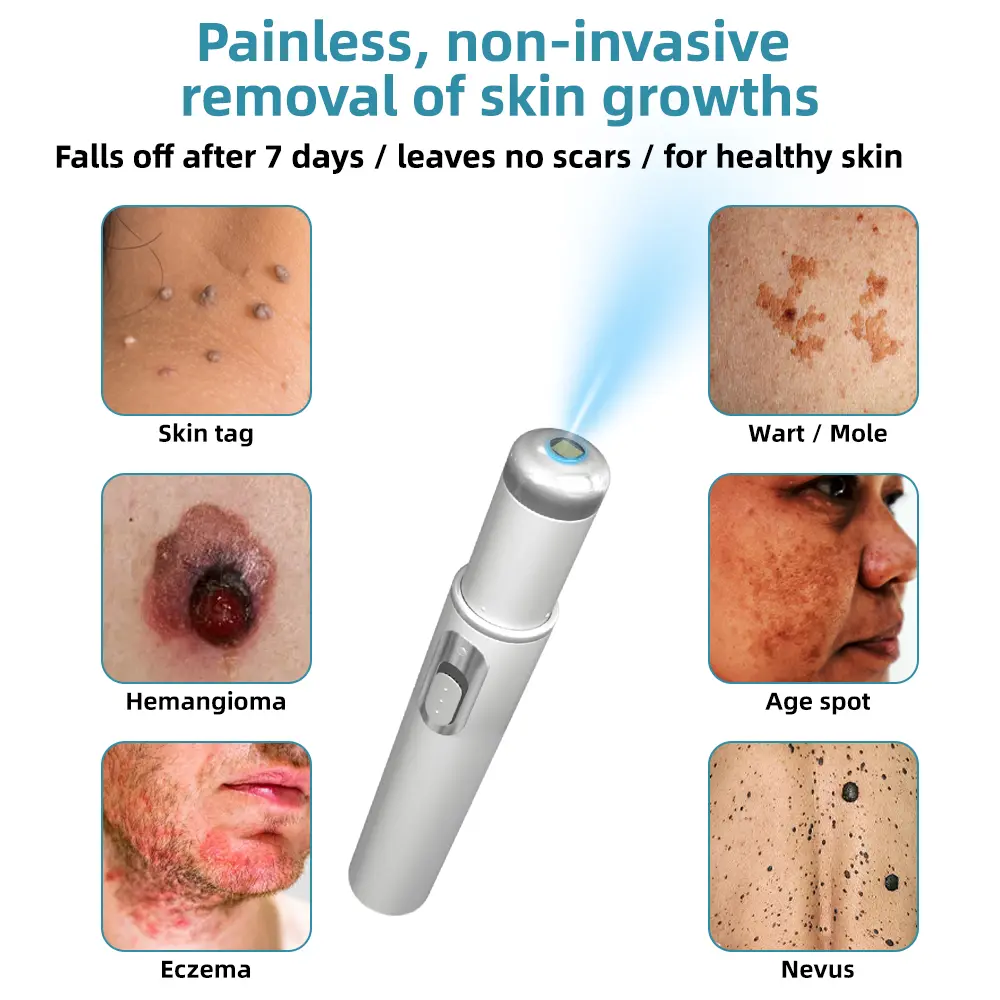 Painless, non-invasive
removal of skin growths
Falls off after 7 days / leaves no scars / for healthy skin
Skin tag
Wart / Mole
Hemangioma
Age spot
Eczema
Nevus